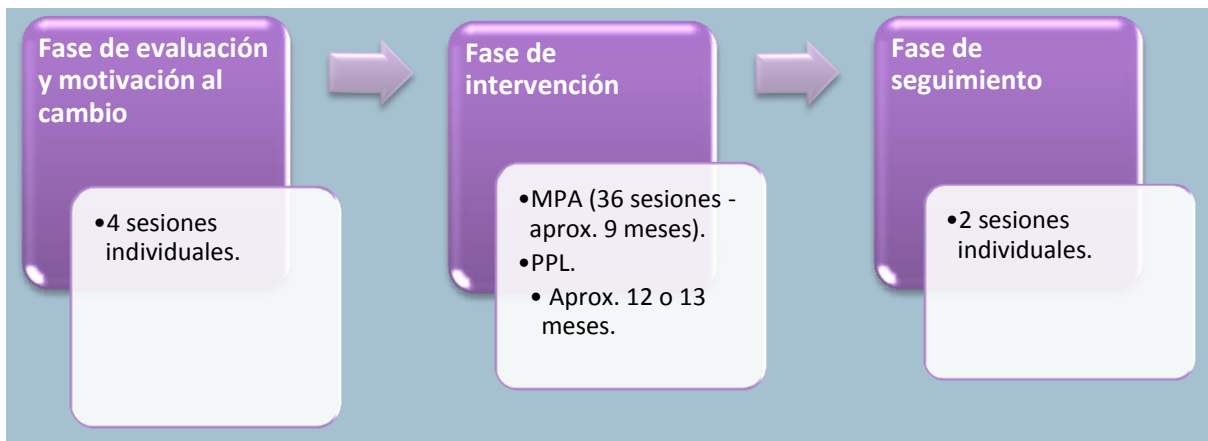 Fase de evaluación
y motivación al
cambio
•4 sesiones
individuales.
Fase de
intervención
•MPA (36 sesiones -
aprox. 9 meses).
•PPL.
• Aprox. 12 o 13
meses.
Fase de
seguimiento
•2 sesiones
individuales.